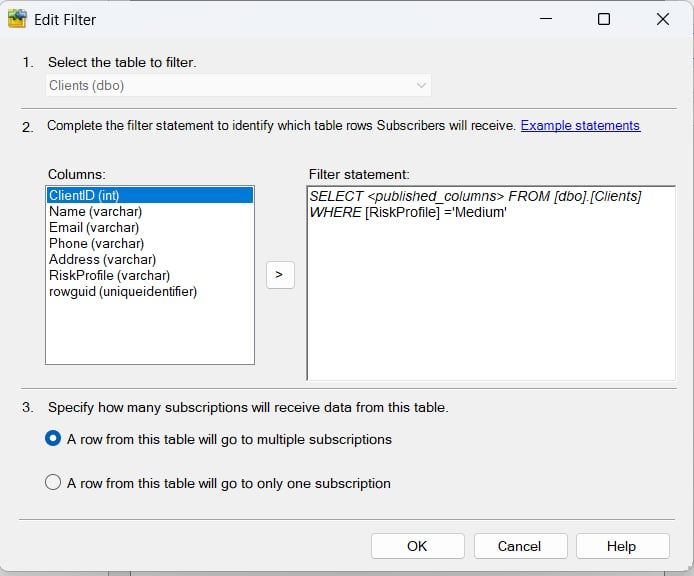 Edit Filter
1. Select the table to filter.
Clients (dbo)
2. Complete the filter statement to identify which table rows Subscribers will receive. Example statements
Columns:
ClientID (int)
Name (varchar)
Email (varchar)
Phone (varchar)
Address (varchar)
RiskProfile (varchar)
rowguid (uniqueidentifier)
>
Filter statement:
SELECT <published_columns> FROM [dbo].[Clients]
WHERE [RiskProfile] ='Medium'
3. Specify how many subscriptions will receive data from this table.
A row from this table will go to multiple subscriptions
A row from this table will go to only one subscription
OK Cancel Help